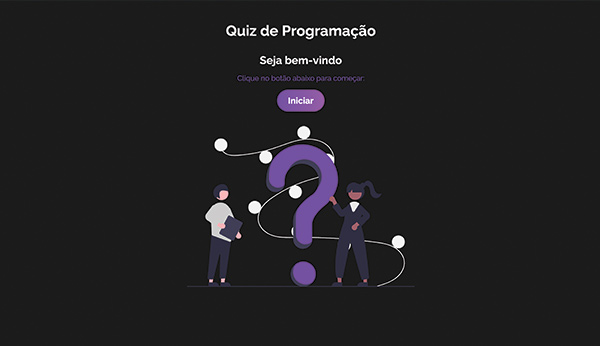 Quiz de Programação
Seja bem-vindo
Clique no botão abaixo para começar:
Iniciar
?